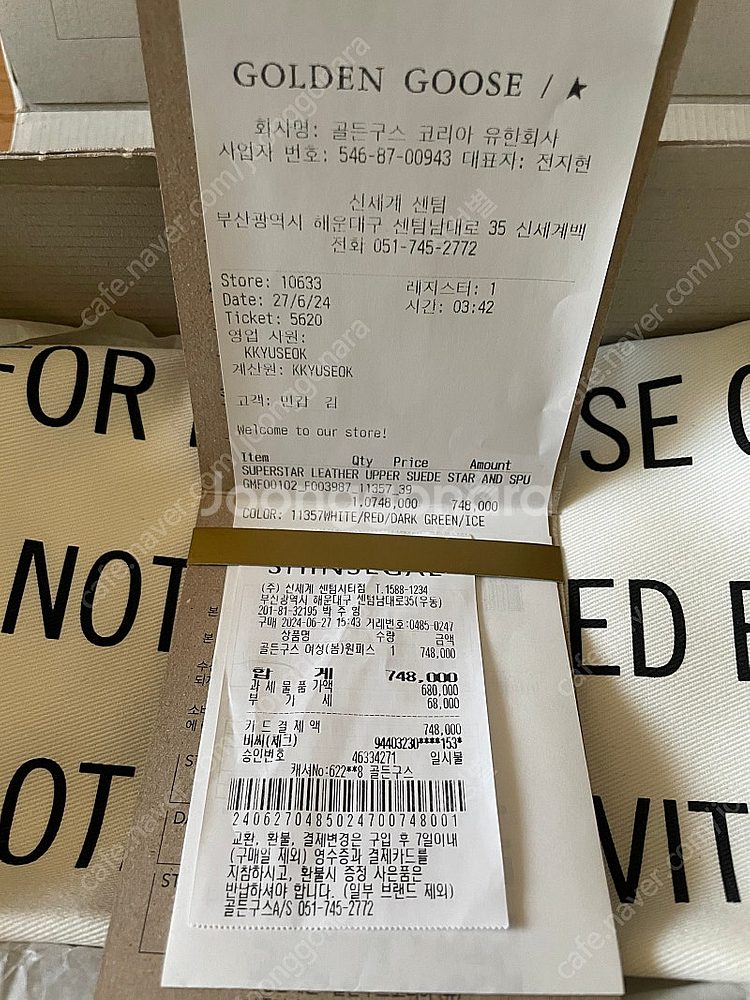 GOLDEN GOOSE / ★
회사명: 골든구스 코리아 유한회사
사업자 번호: 546-87-00943 대표자: 전지현
신세계 센텀
부산광역시 해운대구 센텀남대로 35 신세계백
전화 051-745-2772
Store: 10633 레지스터: 1
Date: 27/6/24 시간: 03:42
Ticket: 5620
영업 사원:
KKYUSEOK
계산원: KKYUSEOK
고객: 민갑 김
Welcome to our store!
Item Qty Price Amount
SUPERSTAR LEATHER UPPER SUEDE STAR AND SPU
GMF00102_F003987_11357_39
1.0748,000 748,000
COLOR: 11357WHITE/RED/DARK GREEN/ICE
Joonggonara
SHINSEGAE
(주) 신세계 센텀시티점 T.1588-1234
부산광역시 해운대구 센텀남대로35(우동)
201-81-32195 박 주 형
구매 2024-06-27 15:43 거래번호:0485-0247
상품명 수량 금액
골든구스 여성(봄)원피스 1 748,000
합 계 748,000
과 세 물 품 가액 680,000
부 가 세 68,000
카 드 결 제 액 748,000
비씨(체크) 94403230****153*
승인번호 46334271 일시불
캐셔No:622**8 골든구스
2406270485024700748001
교환, 환불, 결제변경은 구입 후 7일이내
(구매일 제외) 영수증과 결제카드를
지참하시고, 환불시 증정 사은품은
반납하셔야 합니다. (일부 브랜드 제외)
골든구스A/S 051-745-2772
FOR
SE
NOT
ED
OT
VIT